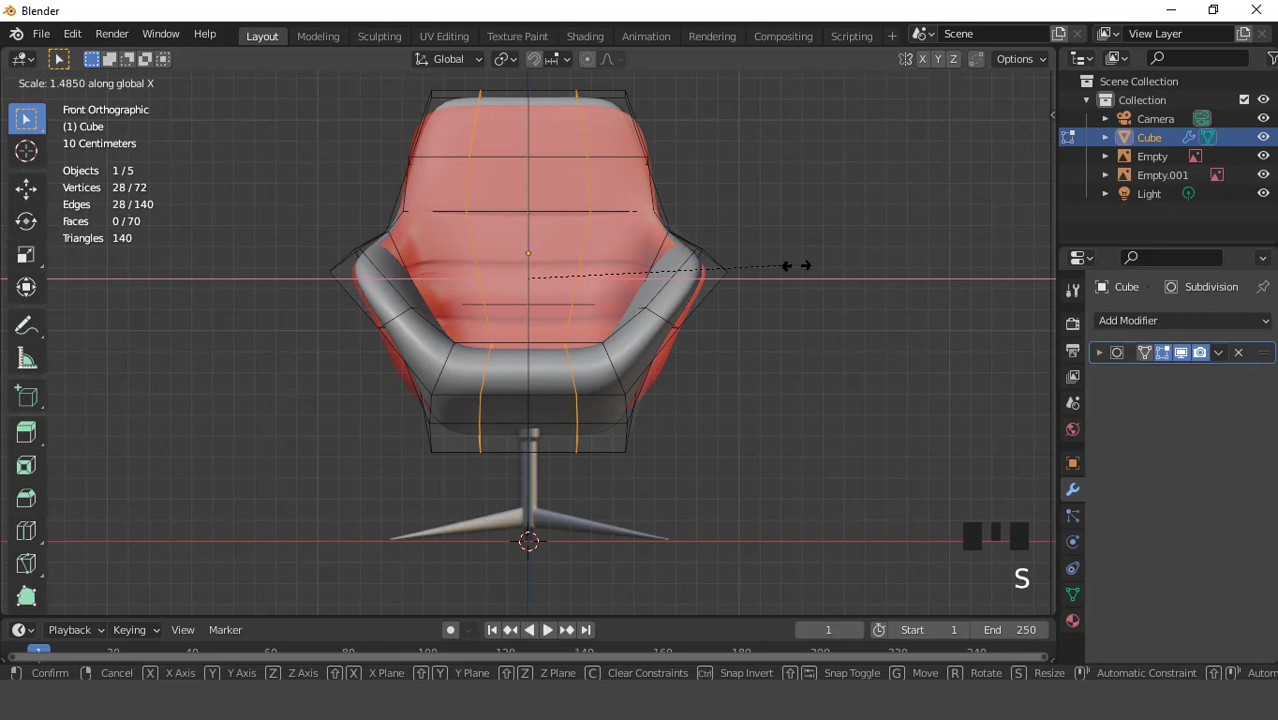 Blender
File Edit Render Window Help Layout Modeling Sculpting UV Editing Texture Paint Shading Animation Rendering Compositing Scripting + Scene View Layer
Global X Y Z Options
Scale: 1.4850 along global X
Front Orthographic
(1) Cube
10 Centimeters
Objects 1 / 5
Vertices 28 / 72
Edges 28 / 140
Faces 0 / 70
Triangles 140
Scene Collection
Collection
Camera
Cube
Empty
Empty.001
Light
Cube Subdivision
Add Modifier
S
Playback Keying View Marker 1 Start 1 End 250
Confirm Cancel X X Axis Y Y Axis Z Z Axis X X Plane Y Y Plane Z Z Plane C Clear Constraints Ctrl Snap Invert Snap Toggle G Move R Rotate S Resize Automatic Constraint